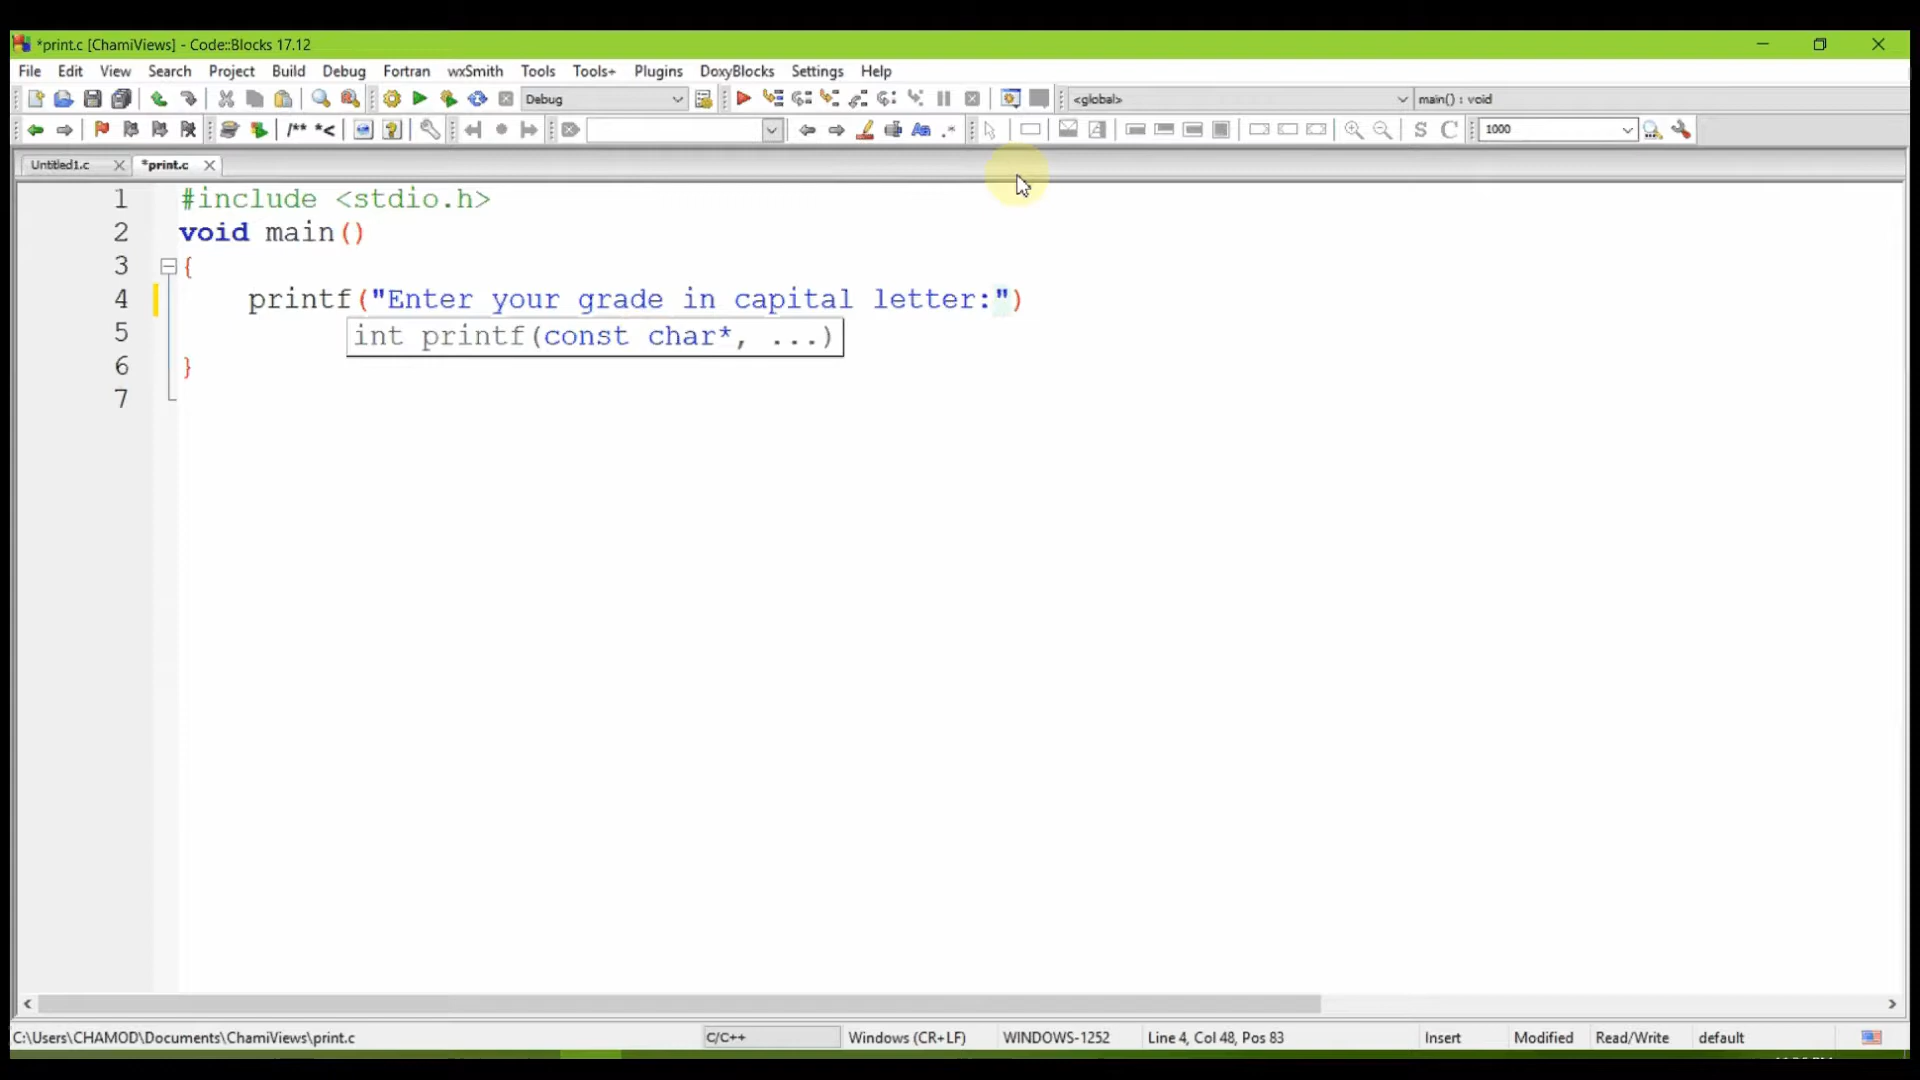 *print.c [ChamiViews] - Code::Blocks 17.12
File Edit View Search Project Build Debug Fortran wxSmith Tools Tools+ Plugins DoxyBlocks Settings Help
Debug <global> main() : void
/** *< .* S C 1000
Untitled1.c *print.c
1 #include <stdio.h>
2 void main()
3 {
4 printf("Enter your grade in capital letter:")
5 int printf(const char*, ...)
6 }
7
C:\Users\CHAMOD\Documents\ChamiViews\print.c C/C++ Windows (CR+LF) WINDOWS-1252 Line 4, Col 48, Pos 83 Insert Modified Read/Write default